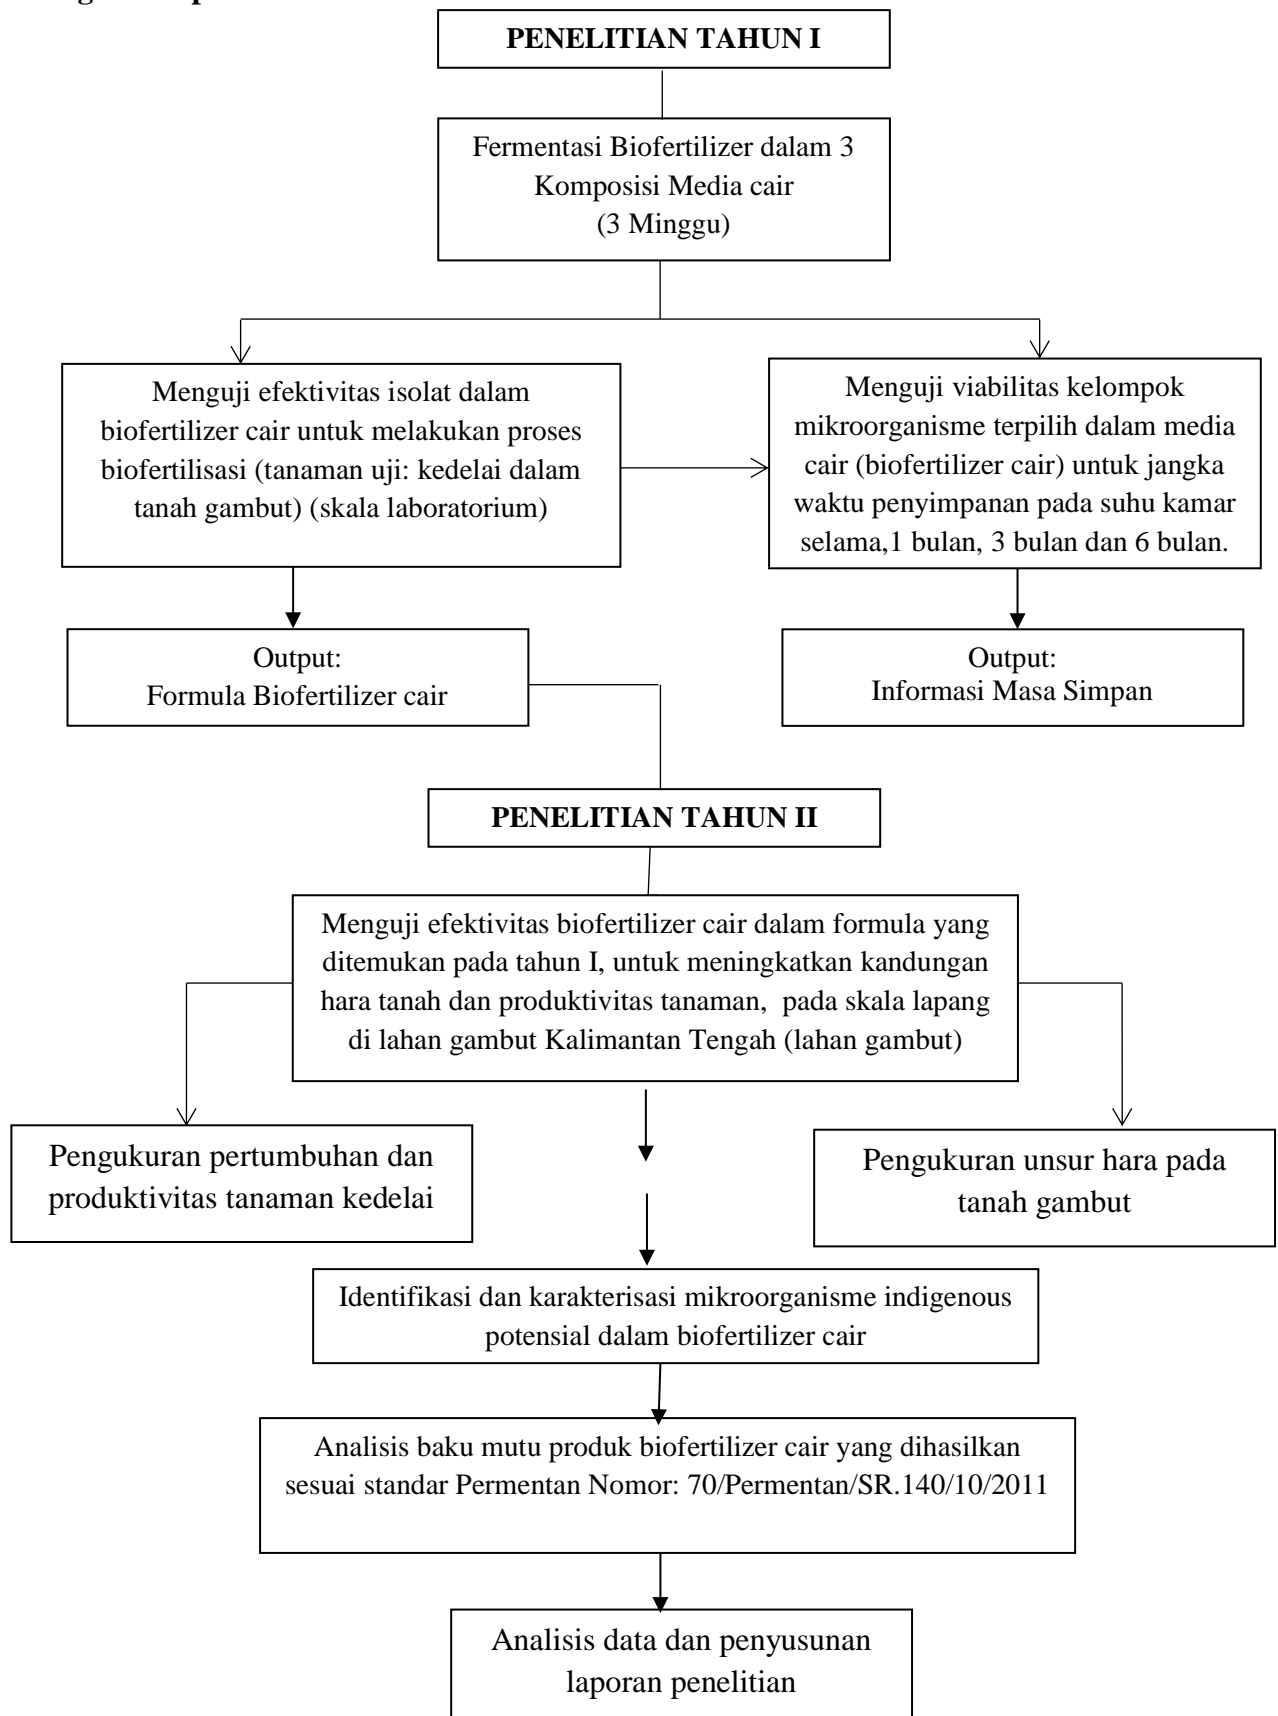 PENELITIAN TAHUN I
Fermentasi Biofertilizer dalam 3
Komposisi Media cair
(3 Minggu)
Menguji efektivitas isolat dalam
biofertilizer cair untuk melakukan proses
biofertilisasi (tanaman uji: kedelai dalam
tanah gambut) (skala laboratorium)
Menguji viabilitas kelompok
mikroorganisme terpilih dalam media
cair (biofertilizer cair) untuk jangka
waktu penyimpanan pada suhu kamar
selama,1 bulan, 3 bulan dan 6 bulan.
Output:
Formula Biofertilizer cair
Output:
Informasi Masa Simpan
PENELITIAN TAHUN II
Menguji efektivitas biofertilizer cair dalam formula yang
ditemukan pada tahun I, untuk meningkatkan kandungan
hara tanah dan produktivitas tanaman, pada skala lapang
di lahan gambut Kalimantan Tengah (lahan gambut)
Pengukuran pertumbuhan dan
produktivitas tanaman kedelai
Pengukuran unsur hara pada
tanah gambut
Identifikasi dan karakterisasi mikroorganisme indigenous
potensial dalam biofertilizer cair
Analisis baku mutu produk biofertilizer cair yang dihasilkan
sesuai standar Permentan Nomor: 70/Permentan/SR.140/10/2011
Analisis data dan penyusunan
laporan penelitian